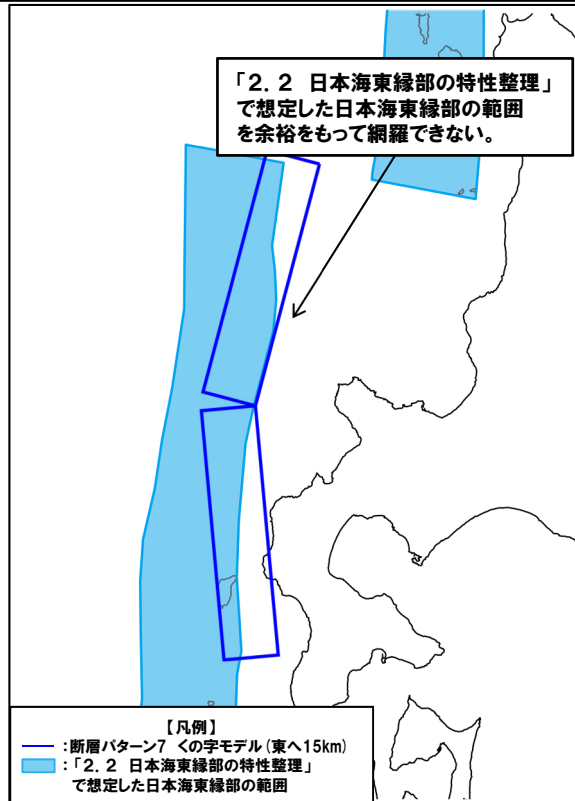 「2.2 日本海東縁部の特性整理」
で想定した日本海東縁部の範囲
を余裕をもって網羅できない。
【凡例】
:断層パターン7 くの字モデル(東へ15km)
:「2.2 日本海東縁部の特性整理」
で想定した日本海東縁部の範囲